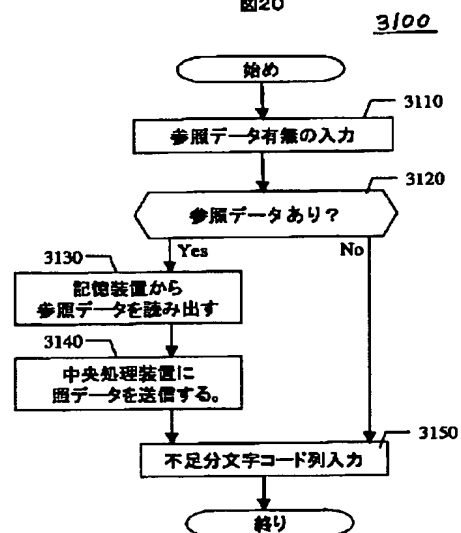 図20
3100
始め
3110
参照データ有無の入力
3120
参照データあり?
Yes
No
3130
記憶装置から
参照データを読み出す
3140
中央処理装置に
照データを送信する。
3150
不足分文字コード列入力
終り